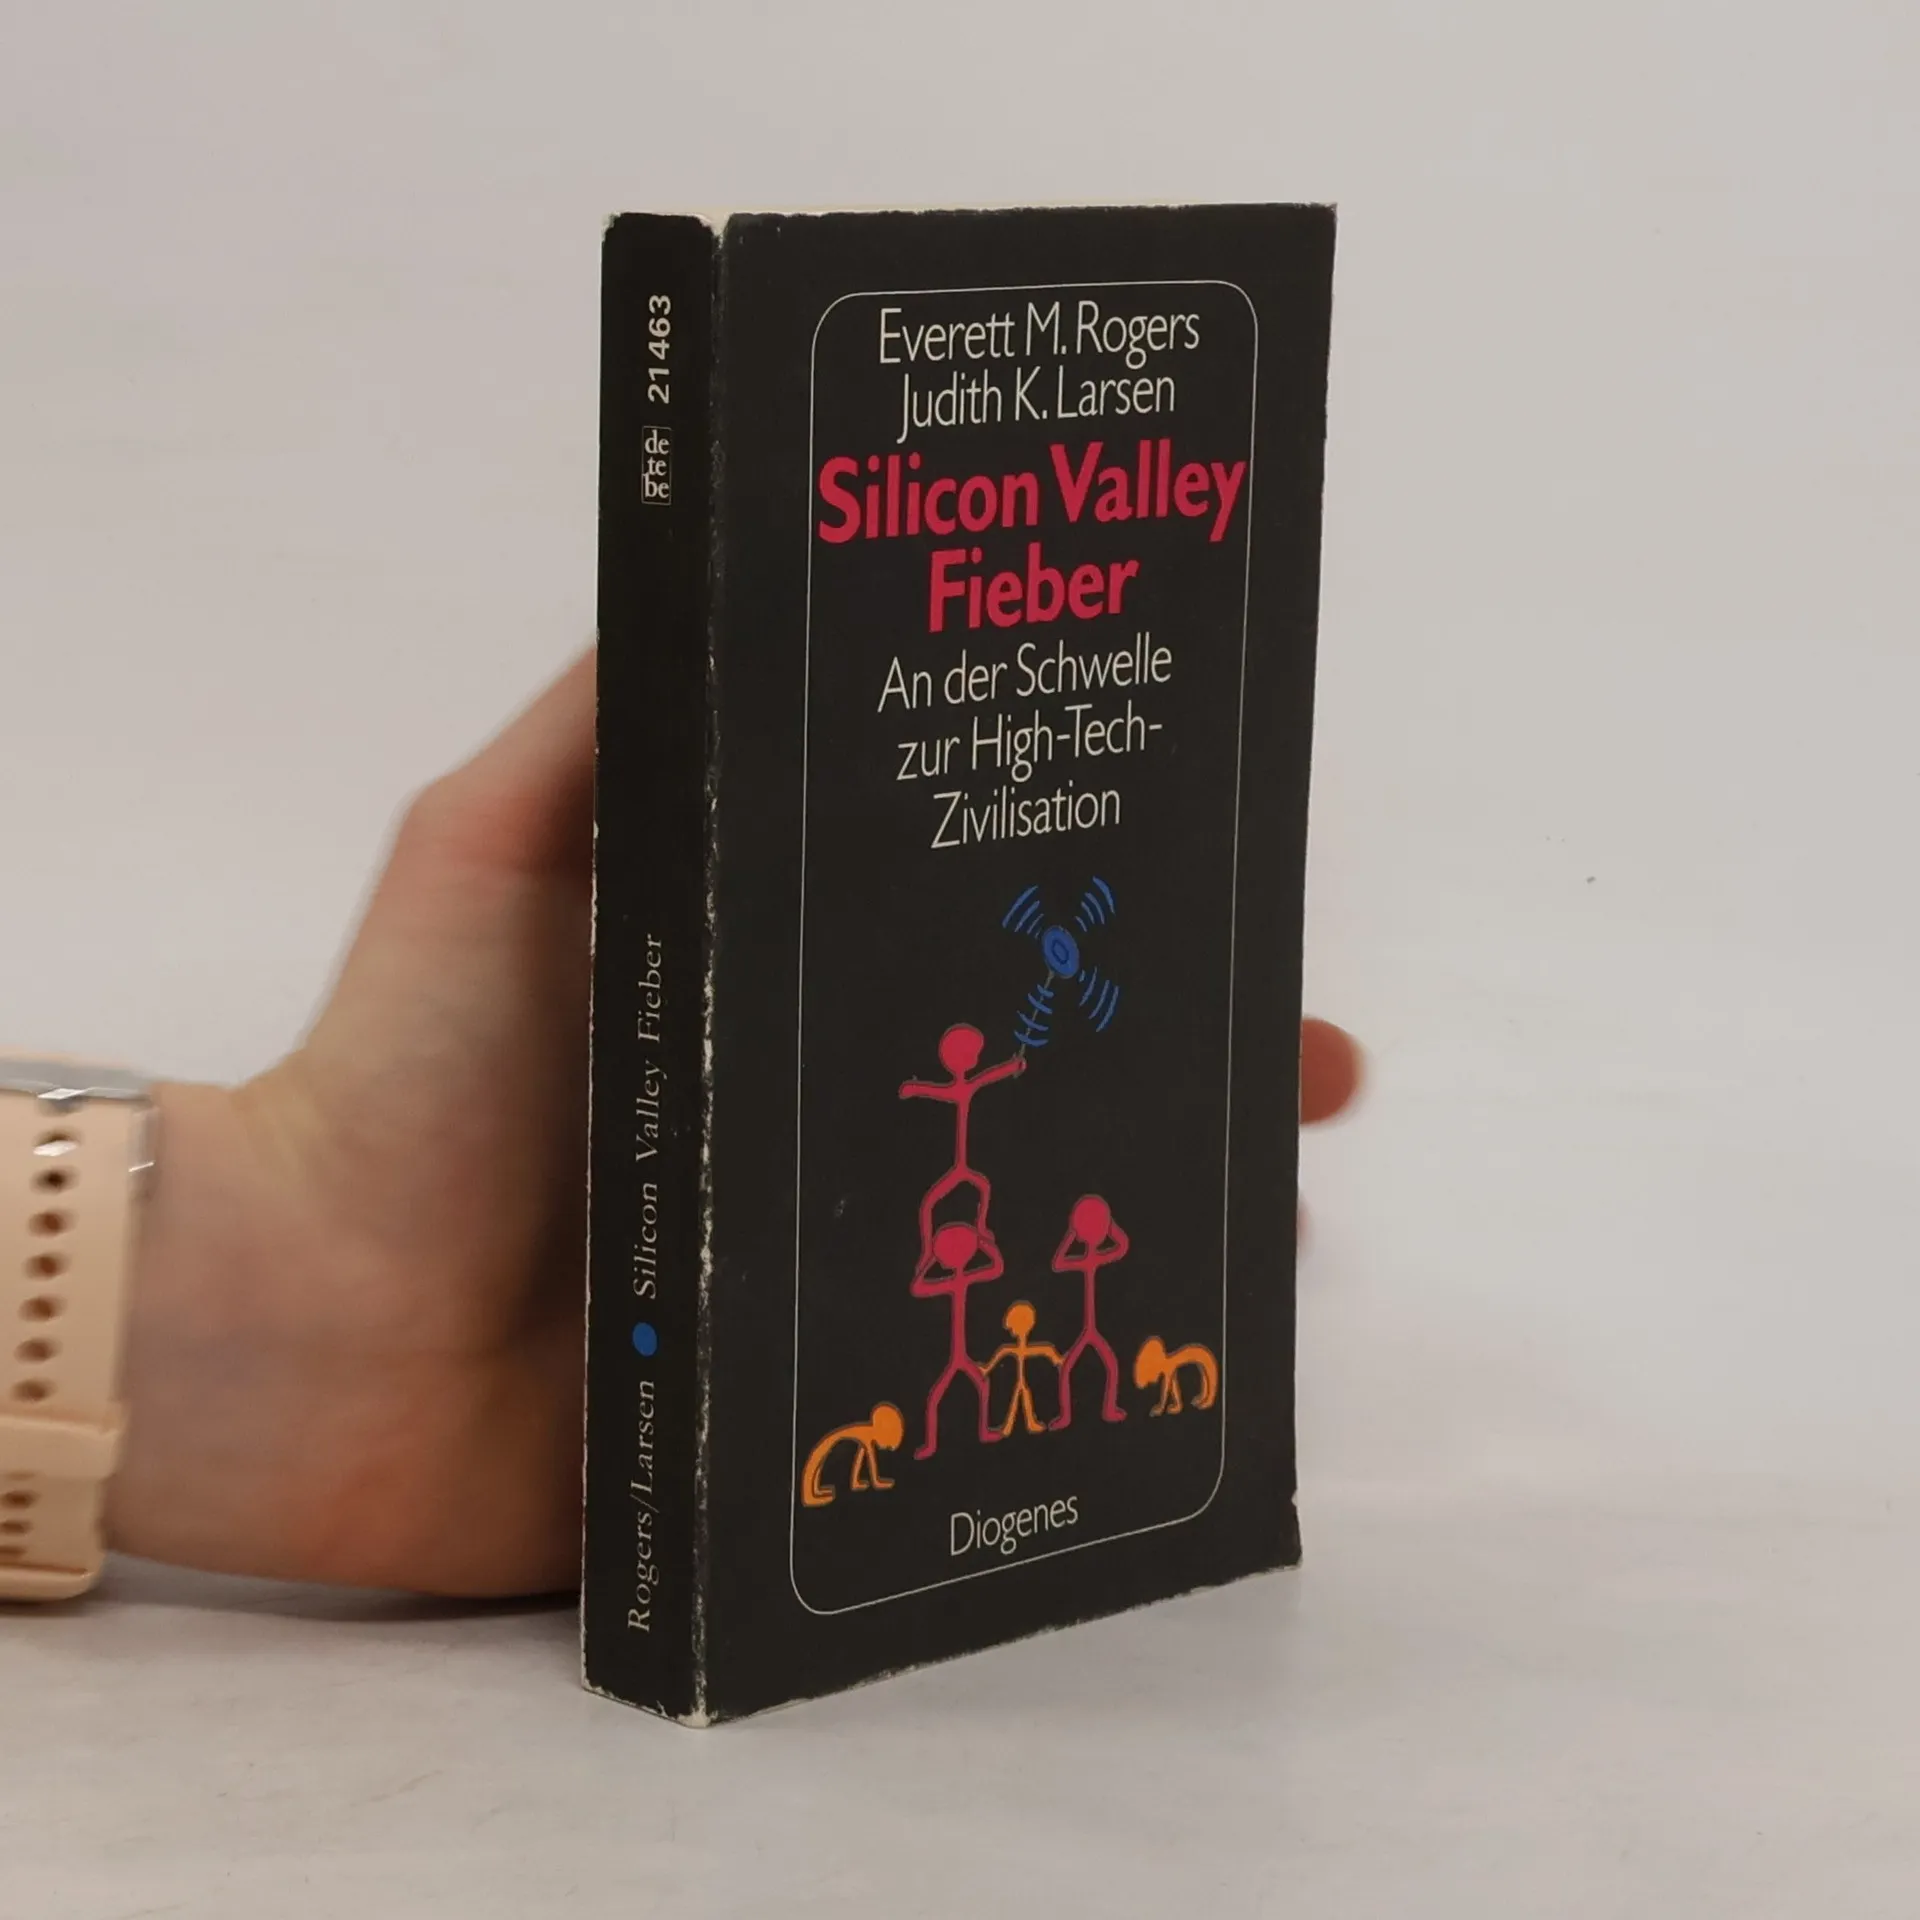 Everett M. Rogers
Judith K. Larsen
Silicon Valley
Fieber
An der Schwelle
zur High-Tech-
Zivilisation
Diogenes
Rogers/Larsen Silicon Valley Fieber
de
te
be
21463